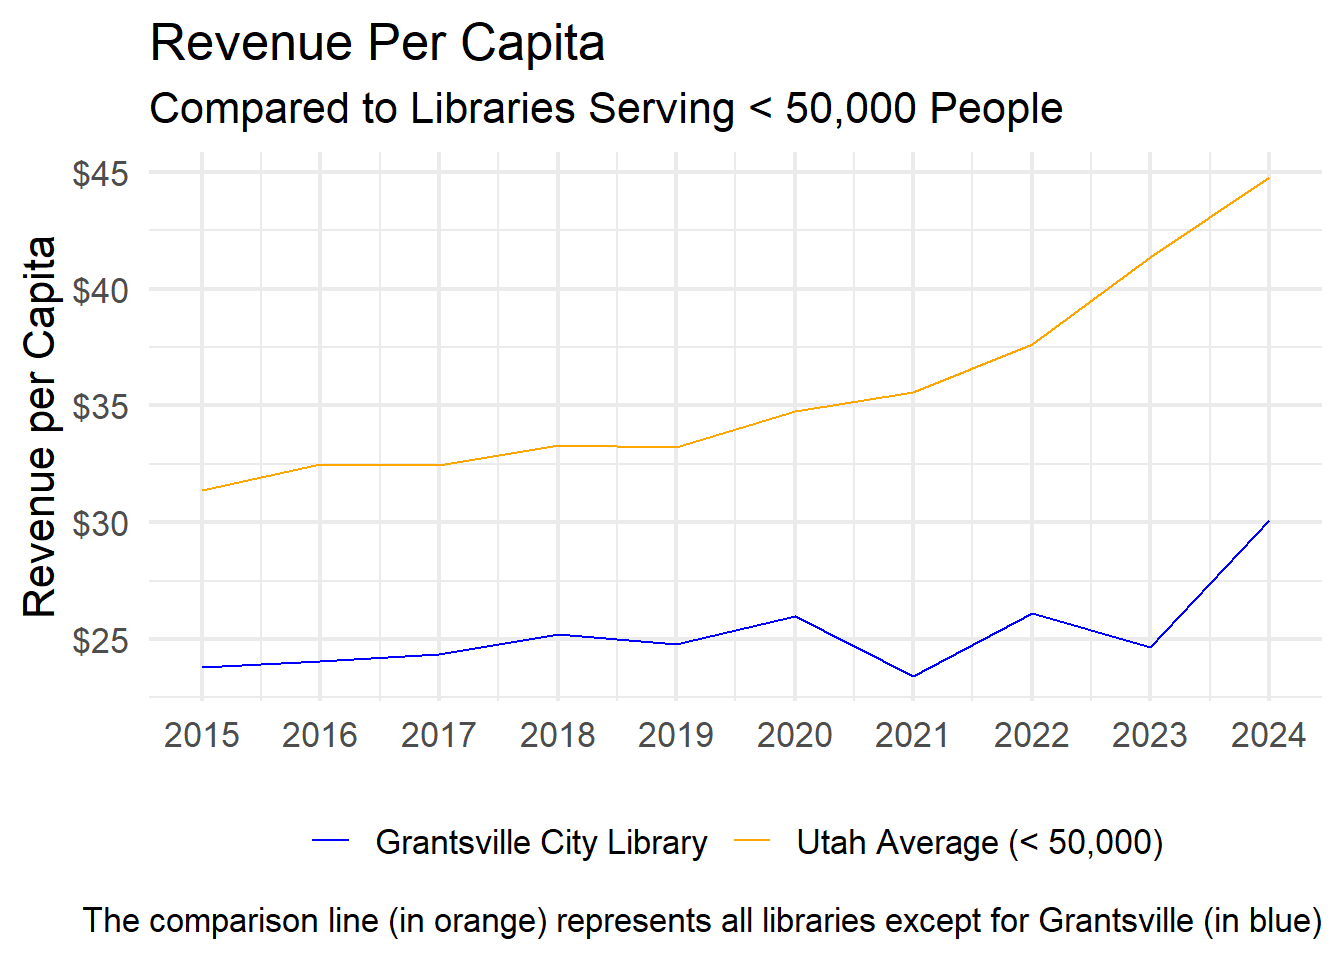 Revenue Per Capita
Compared to Libraries Serving < 50,000 People
Revenue per Capita
$45
$40
$35
$30
$25
2015 2016 2017 2018 2019 2020 2021 2022 2023 2024
Grantsville City Library Utah Average (< 50,000)
The comparison line (in orange) represents all libraries except for Grantsville (in blue)